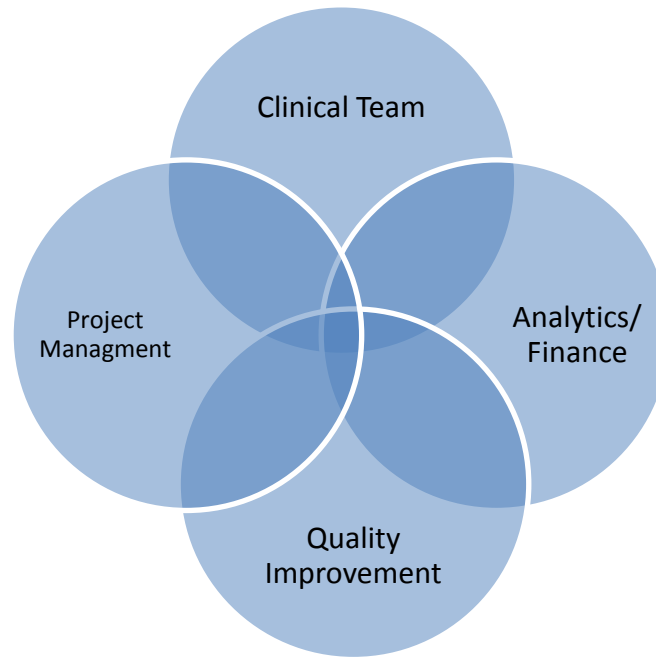 Clinical Team
Project
Managment
Analytics/
Finance
Quality
Improvement